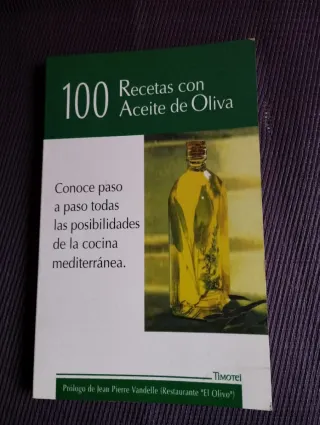 100 Recetas con
Aceite de Oliva
Conoce paso
a paso todas
las posibilidades
de la cocina
mediterránea.
TIMOTEI
Prólogo de Jean Pierre Vandelle (Restaurante "El Olivo")